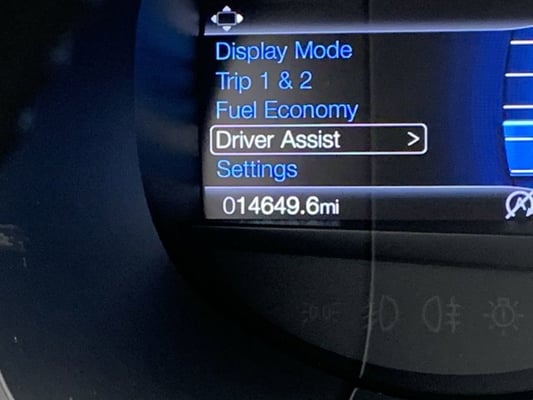 Display Mode
Trip 1 & 2
Fuel Economy
Driver Assist >
Settings
014649.6mi